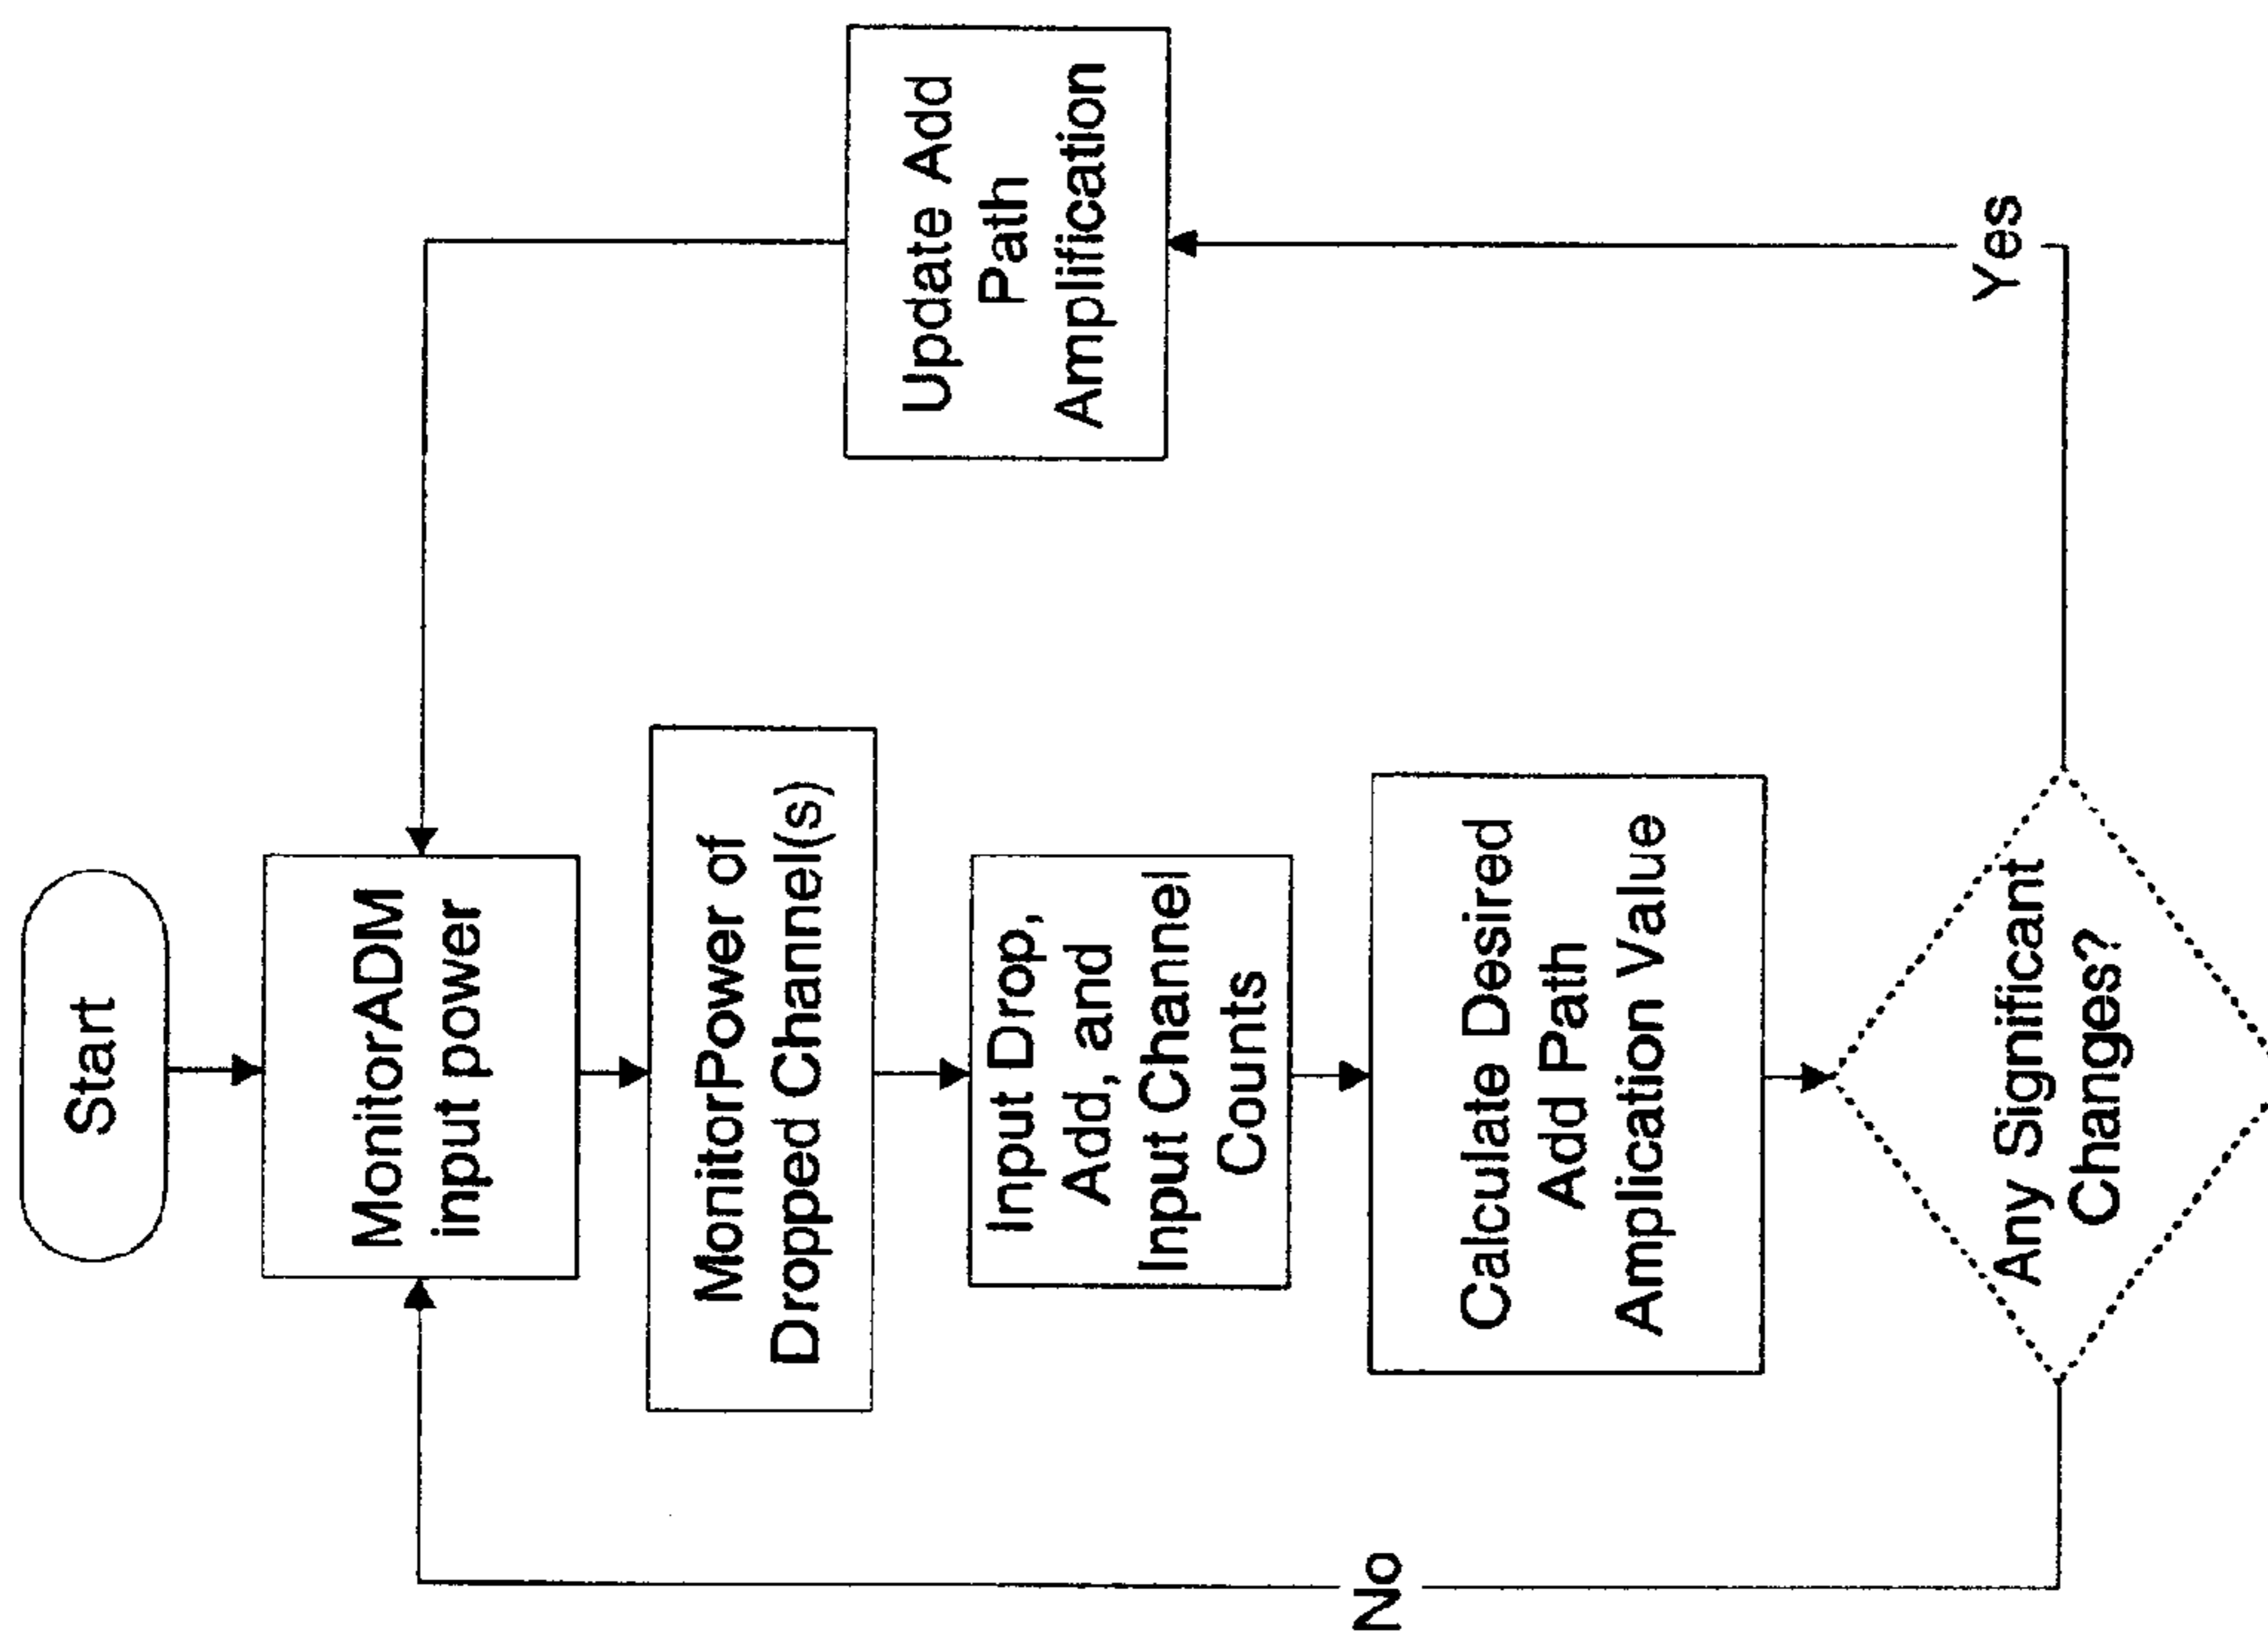 Start
MonitorADM
input power
MonitorPower of
Dropped Channel(s)
Input Drop,
Add, and
Input Channel
Counts
Calculate Desired
Add Path
Amplication Value
Any Significant
Changes?
No
Yes
Update Add
Path
Amplification